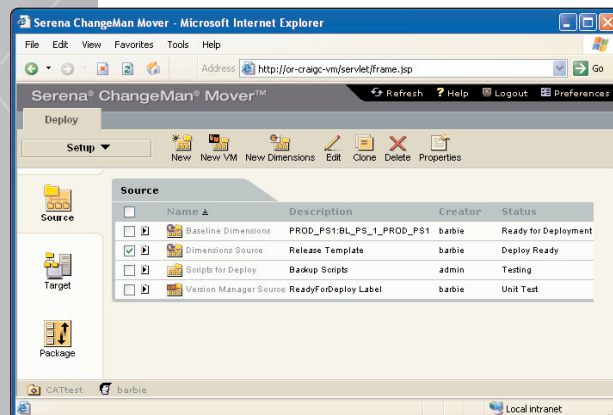 Serena ChangeMan Mover - Microsoft Internet Explorer
File Edit View Favorites Tools Help
Address http://or-craigc-vm/servlet/frame.jsp Go
Serena® ChangeMan® Mover™ Refresh ? Help Logout Preferences
Deploy
Setup
New New VM New Dimensions Edit Clone Delete Properties
Source
Target
Package
Source
Name Description Creator Status
Baseline Dimensions PROD_PS1:BL_PS_1_PROD_PS1 barbie Ready for Deployment
Dimensions Source Release Template barbie Deploy Ready
Scripts for Deploy Backup Scripts admin Testing
Version Manager Source ReadyForDeploy Label barbie Unit Test
CATtest barbie
Local intranet